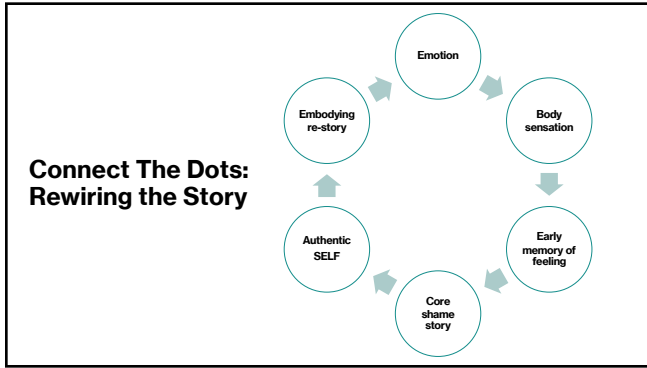 Connect The Dots:
Rewiring the Story
Emotion
Body
sensation
Early
memory of
feeling
Core
shame
story
Authentic
SELF
Embodying
re-story